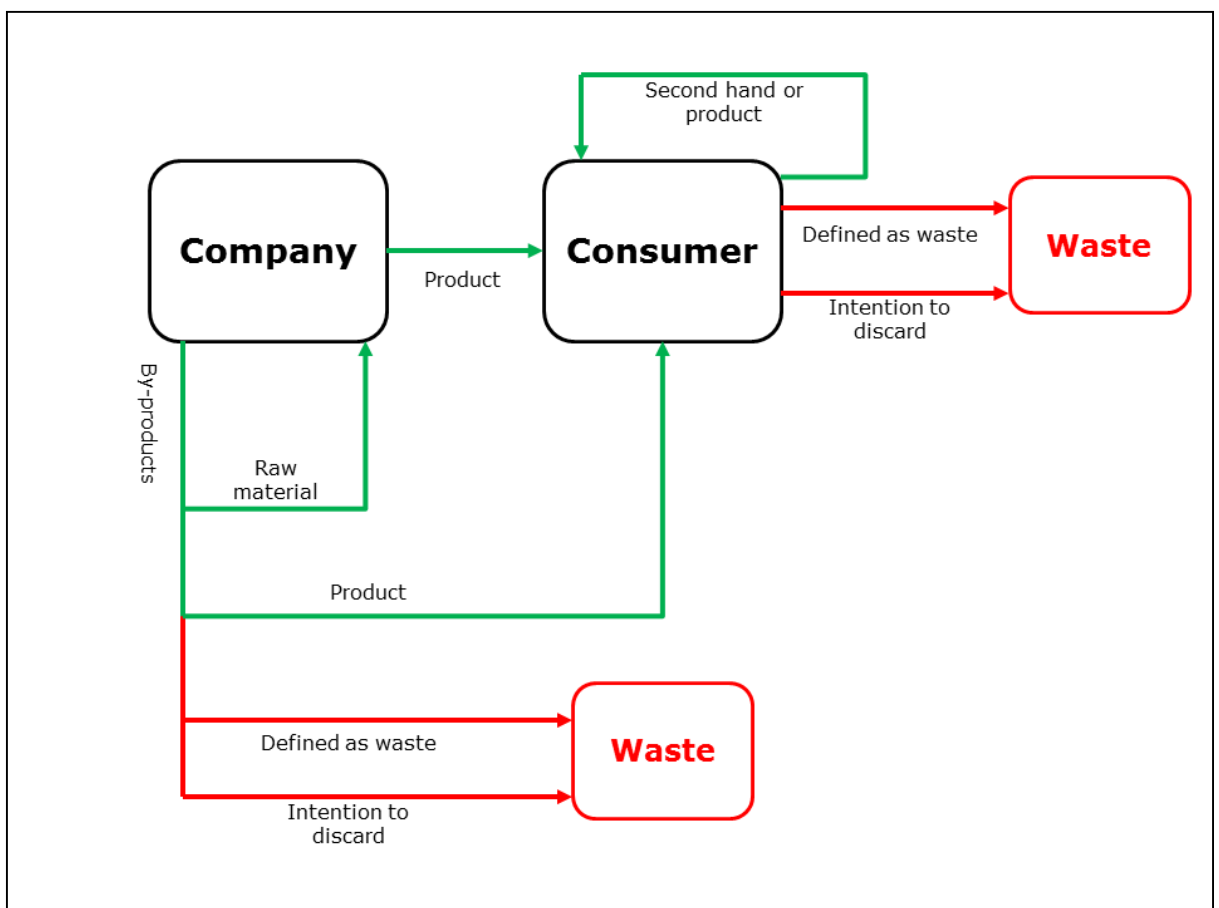 Second hand or
product
Company
Consumer
Waste
Defined as waste
Product
Intention to
discard
By-products
Raw
material
Product
Defined as waste
Waste
Intention to
discard